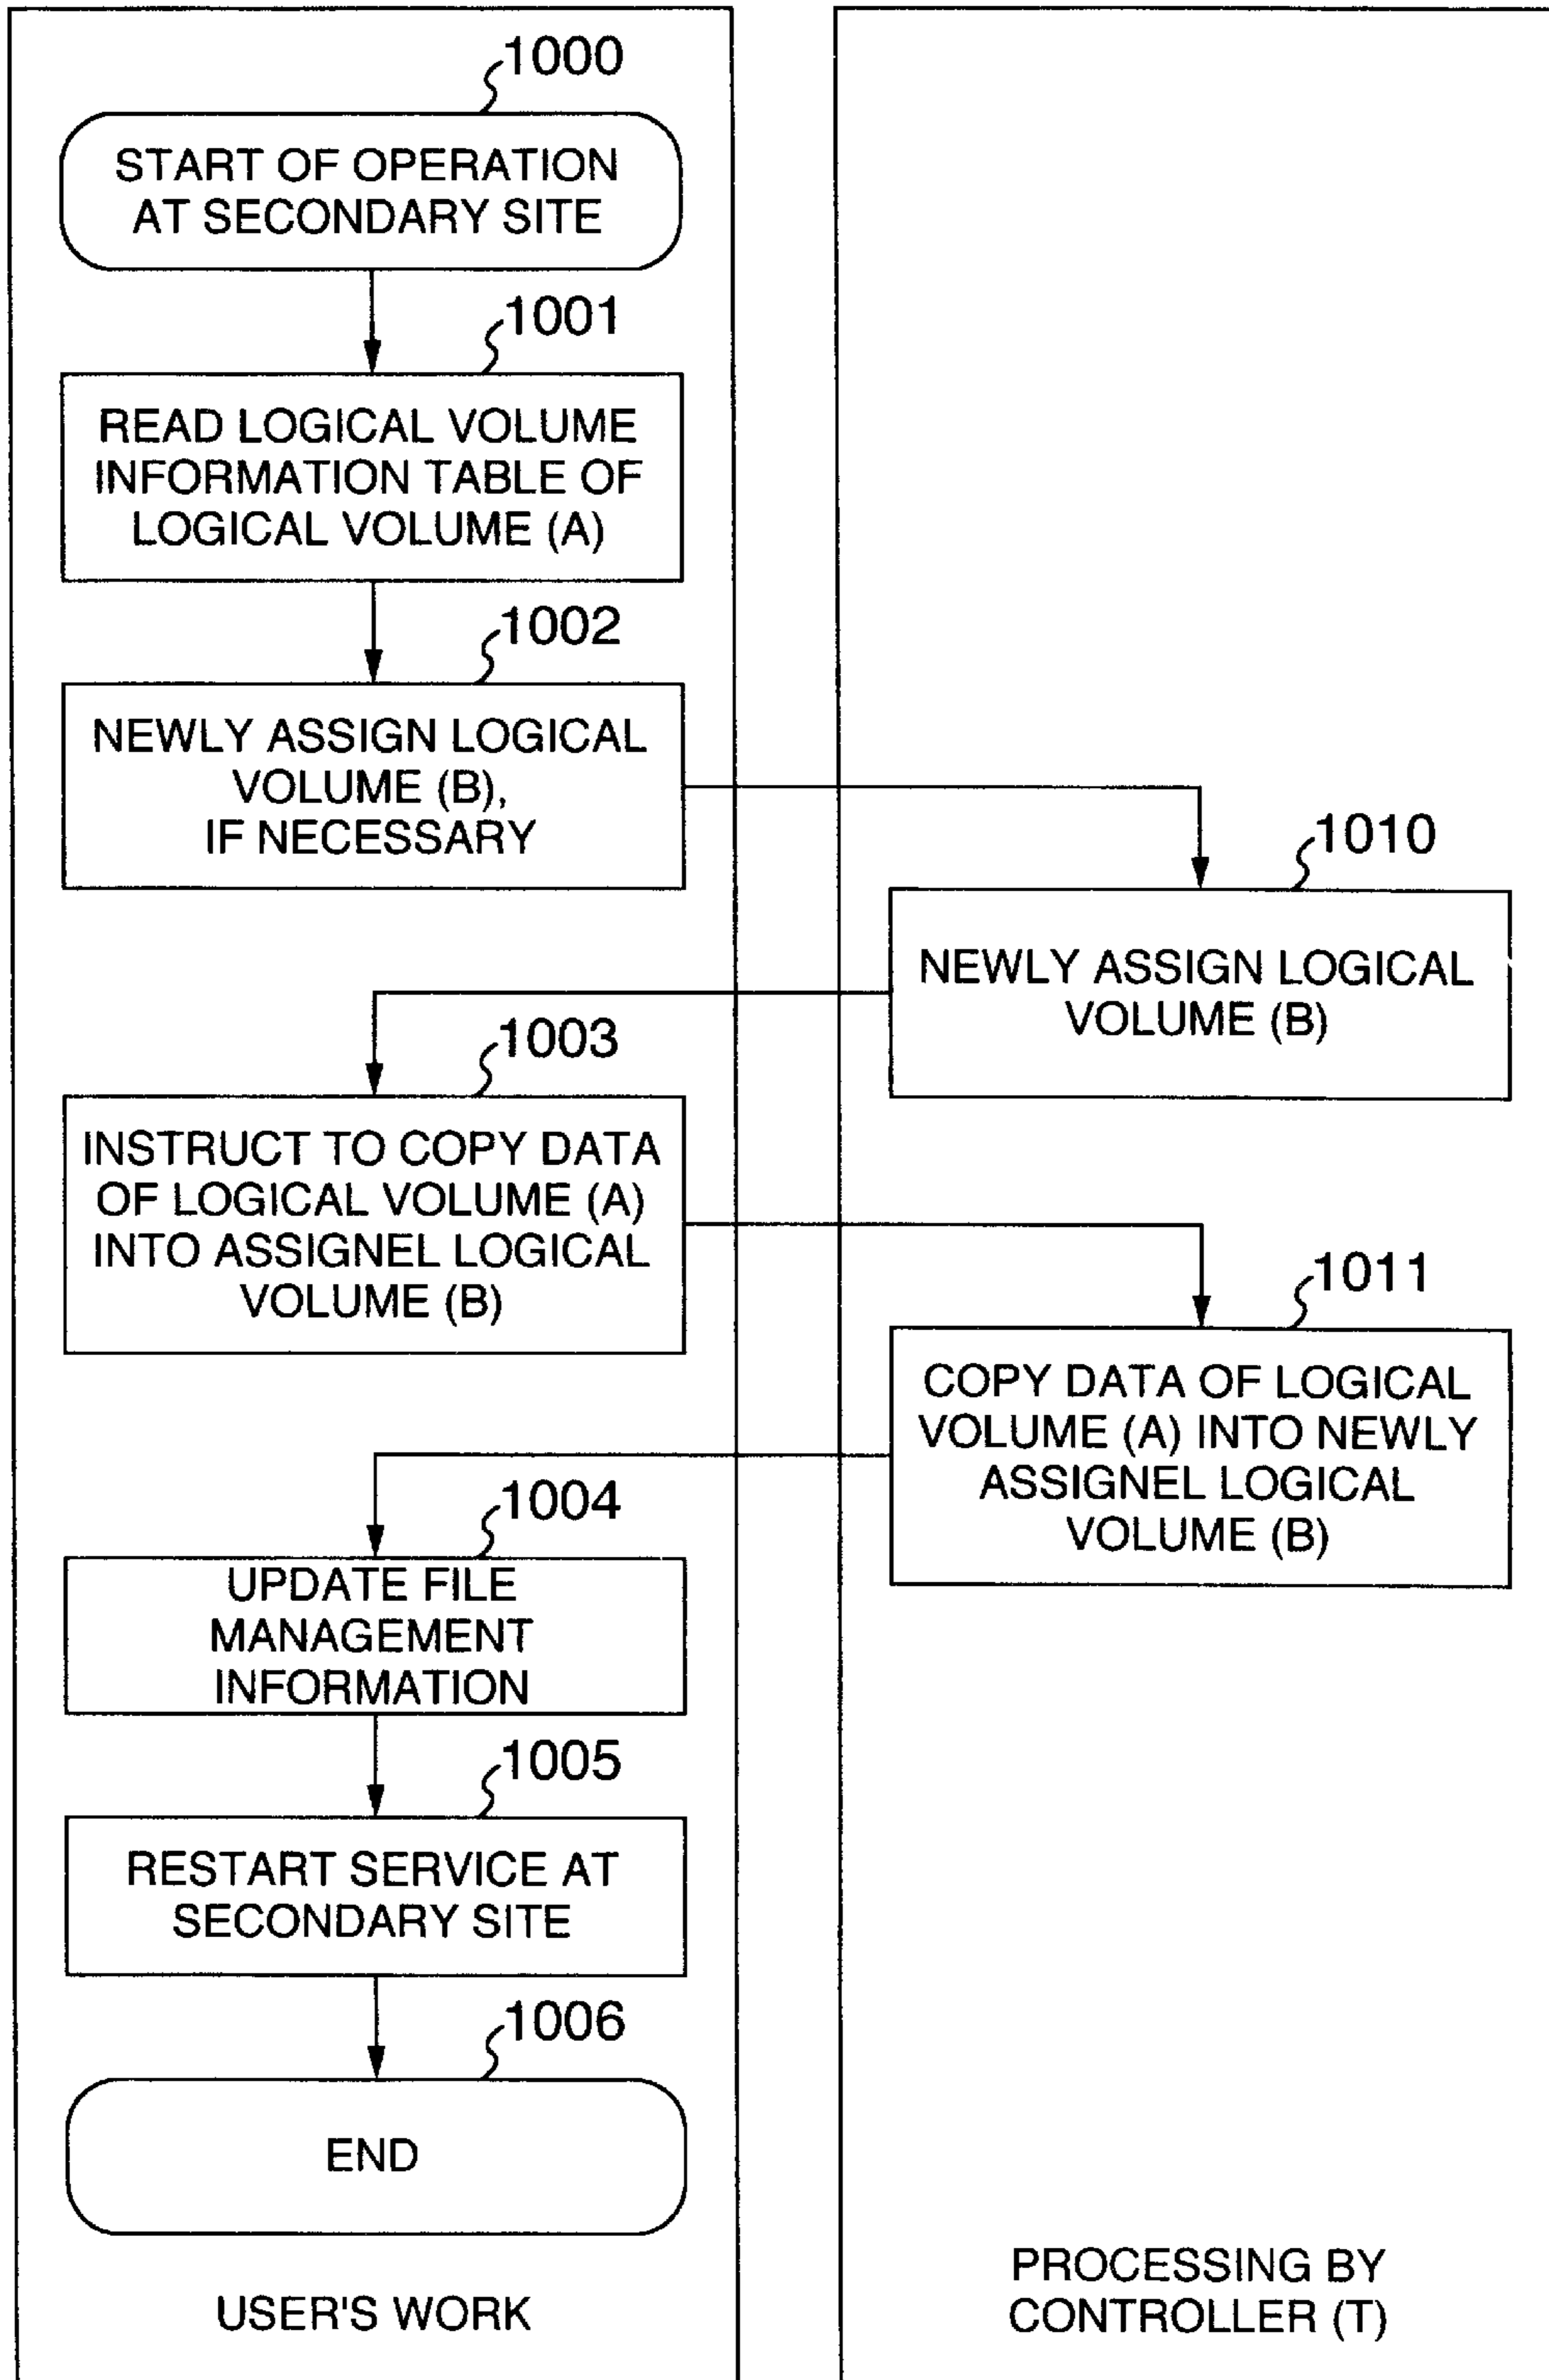 1000
START OF OPERATION
AT SECONDARY SITE
1001
READ LOGICAL VOLUME
INFORMATION TABLE OF
LOGICAL VOLUME (A)
1002
NEWLY ASSIGN LOGICAL
VOLUME (B),
IF NECESSARY
1010
NEWLY ASSIGN LOGICAL
VOLUME (B)
1003
INSTRUCT TO COPY DATA
OF LOGICAL VOLUME (A)
INTO ASSIGNEL LOGICAL
VOLUME (B)
1011
COPY DATA OF LOGICAL
VOLUME (A) INTO NEWLY
ASSIGNEL LOGICAL
VOLUME (B)
1004
UPDATE FILE
MANAGEMENT
INFORMATION
1005
RESTART SERVICE AT
SECONDARY SITE
1006
END
USER'S WORK
PROCESSING BY
CONTROLLER (T)